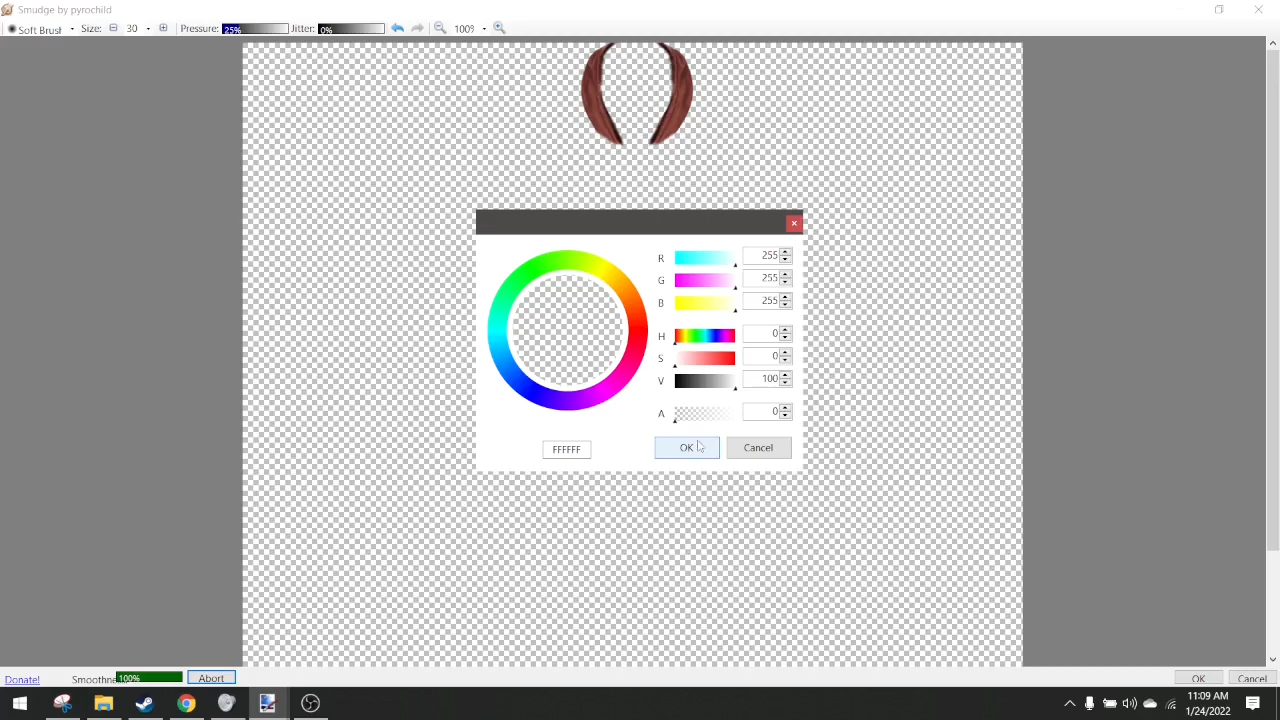 Smudge by pyrochild
Soft Brush Size: 30 Pressure: 25% Jitter: 0% 100%
R 255
G 255
B 255
H 0
S 0
V 100
A 0
FFFFFF OK Cancel
Donate! Smoothne 100% Abort OK Cancel
11:09 AM
1/24/2022